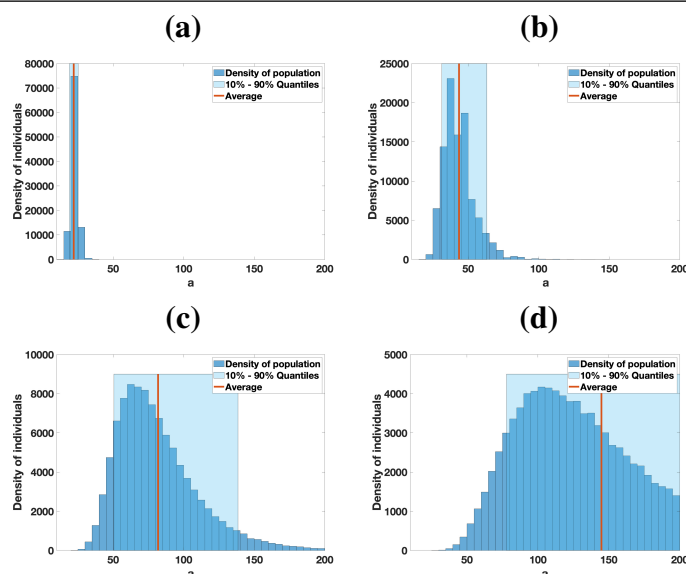 (a)
80000
70000
60000
50000
40000
30000
20000
10000
0
50
100
150
200
Density of individuals
a
Density of population
10% - 90% Quantiles
Average
(b)
25000
20000
15000
10000
5000
0
50
100
150
200
Density of individuals
a
Density of population
10% - 90% Quantiles
Average
(c)
10000
8000
6000
4000
2000
0
50
100
150
200
Density of individuals
Density of population
10% - 90% Quantiles
Average
(d)
5000
4000
3000
2000
1000
0
50
100
150
200
Density of individuals
Density of population
10% - 90% Quantiles
Average